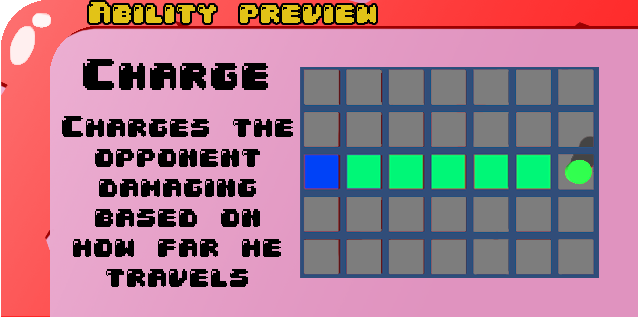 Ability preview
Charge
Charges the
opponent
damaging
based on
how far he
travels